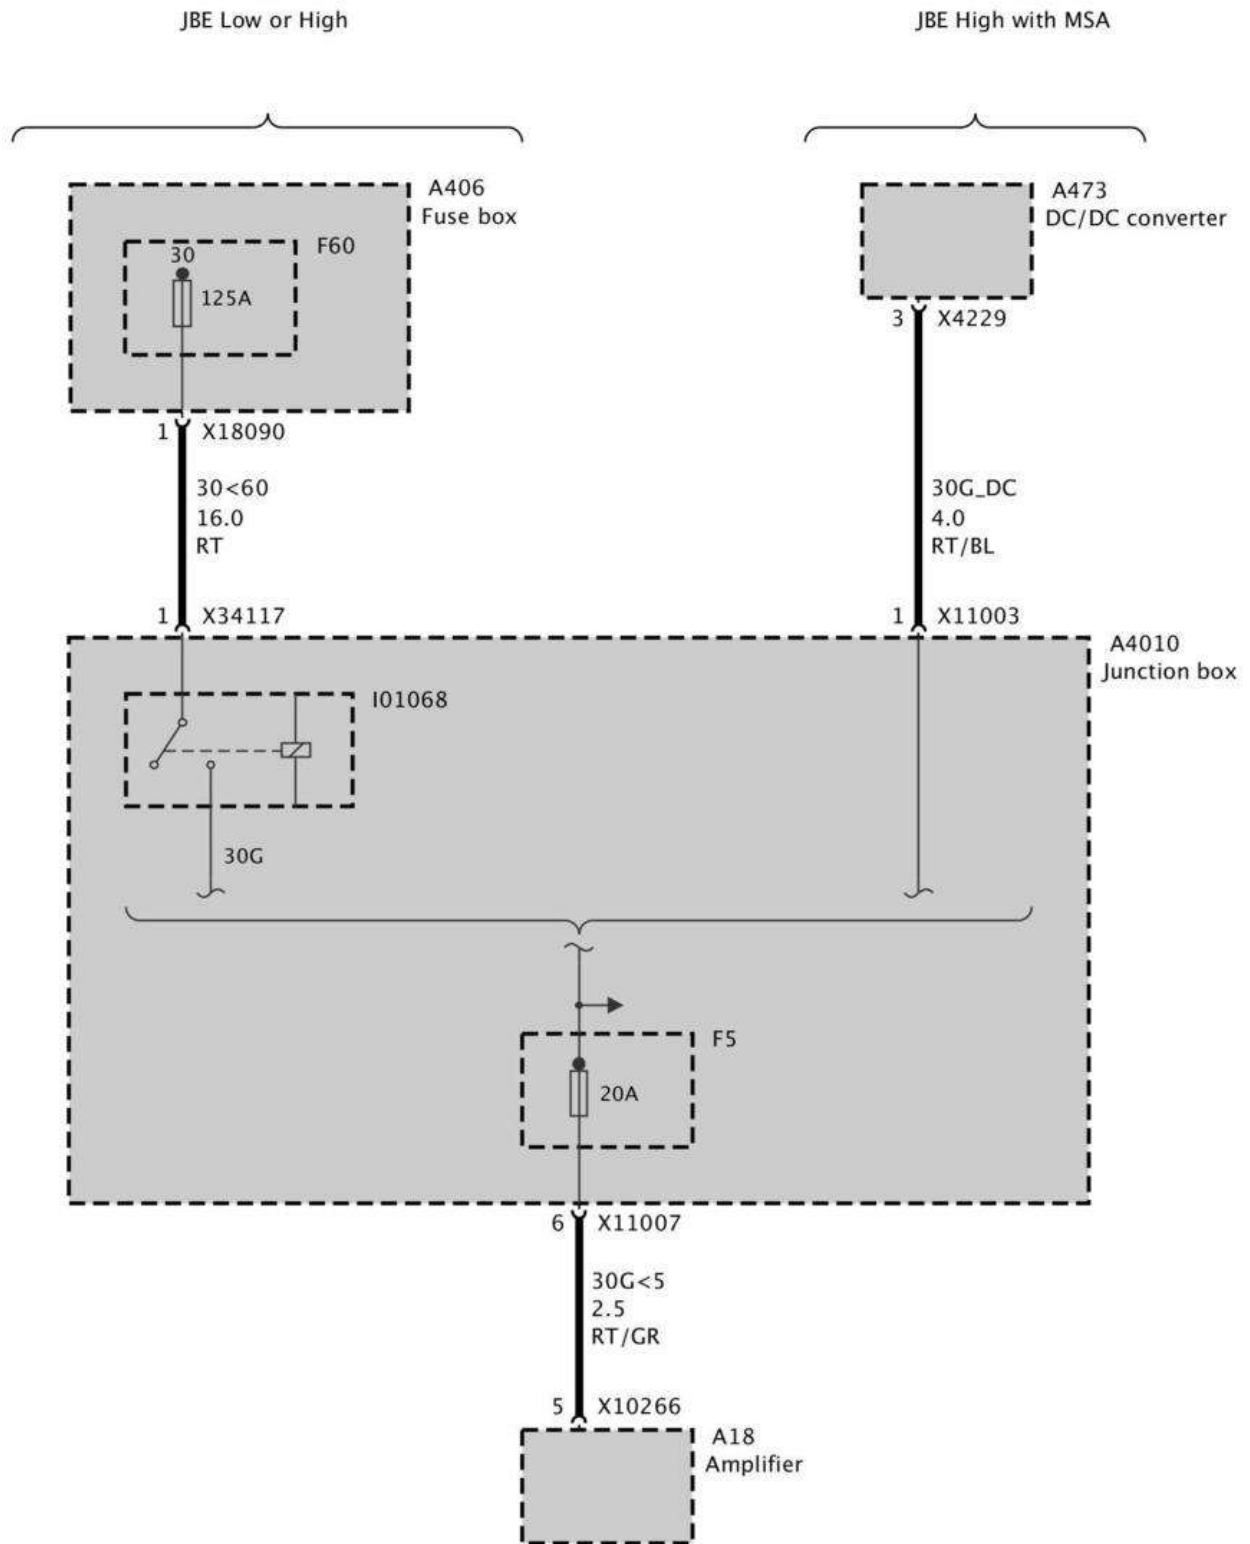 JBE Low or High
JBE High with MSA
A406
Fuse box
F60
30
125A
A473
DC/DC converter
3 X4229
1 X18090
30<60
16.0
RT
30G_DC
4.0
RT/BL
1 X34117
1 X11003
A4010
Junction box
I01068
30G
F5
20A
6 X11007
30G<5
2.5
RT/GR
5 X10266
A18
Amplifier